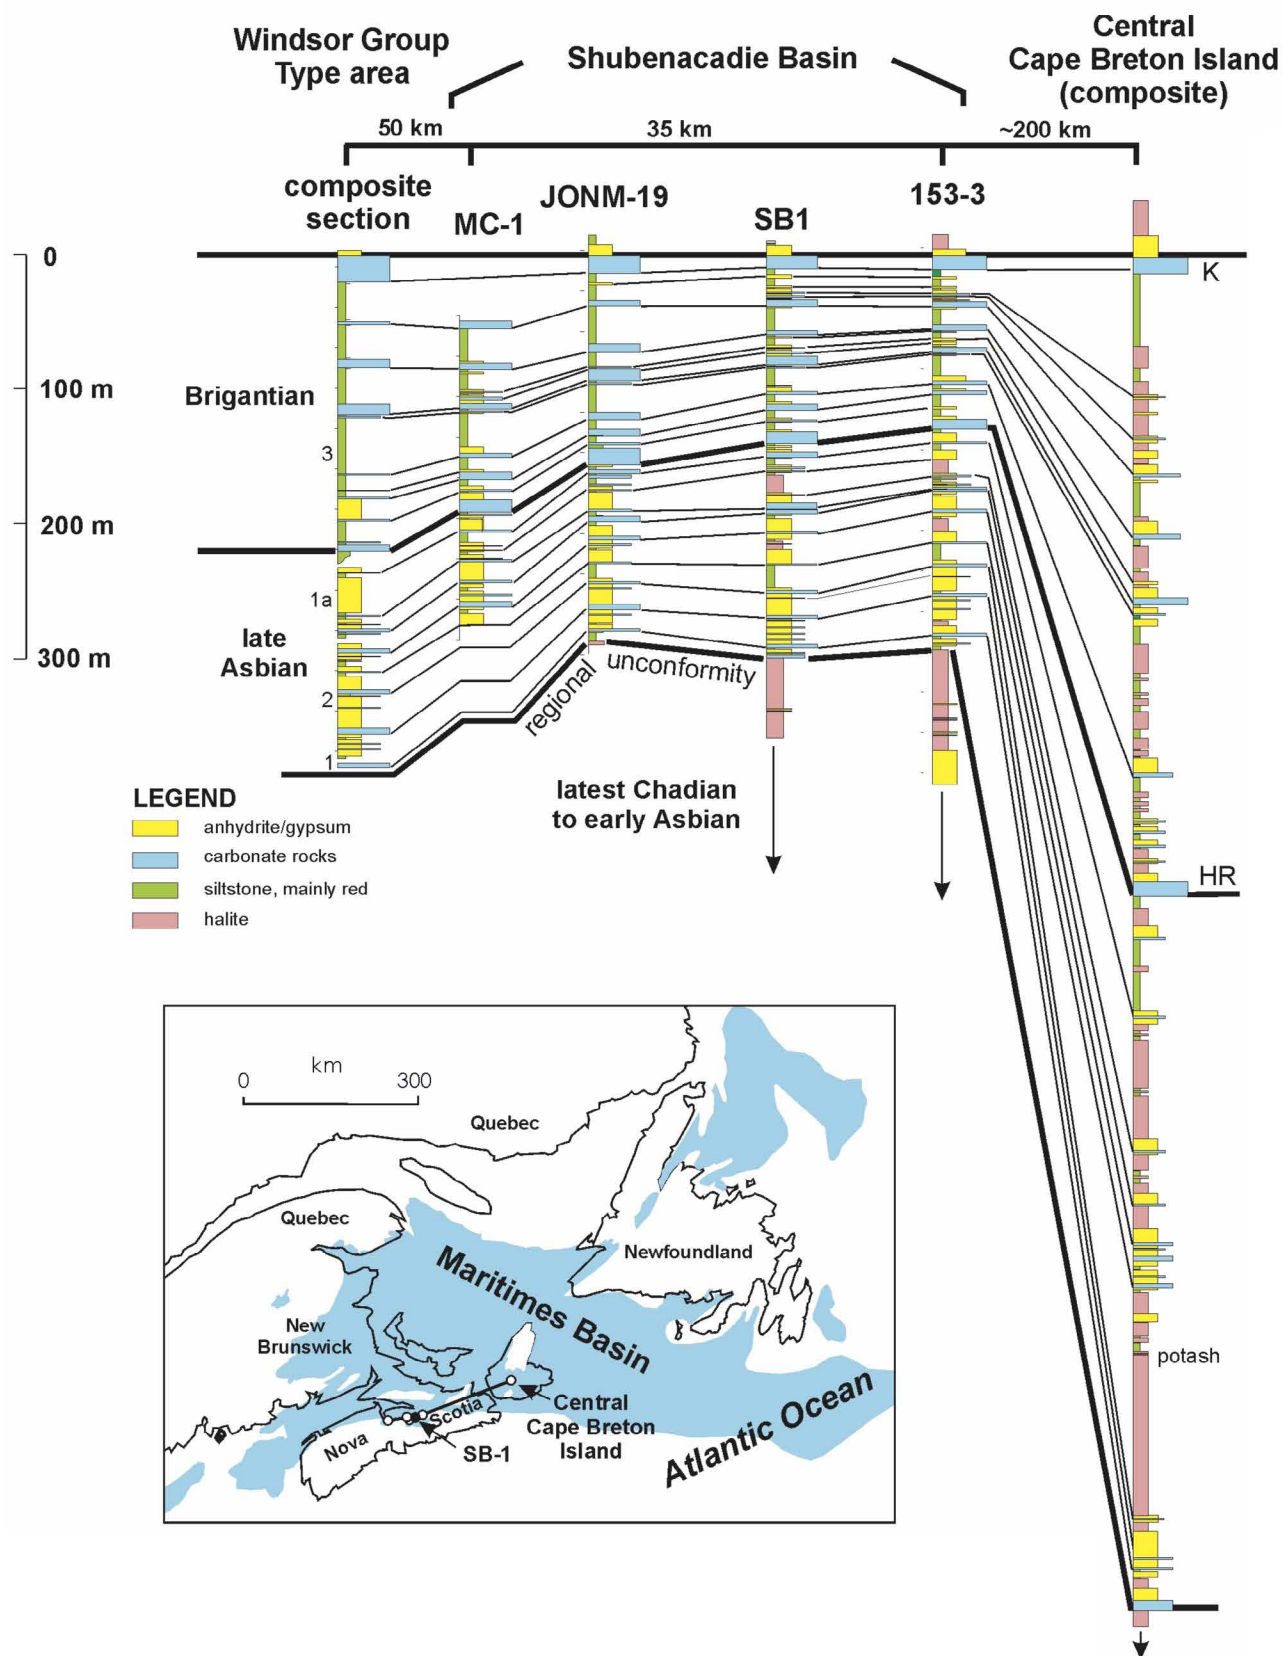 Windsor Group
Type area
Shubenacadie Basin
Central
Cape Breton Island
(composite)
50 km
35 km
~200 km
composite
section
MC-1
JONM-19
SB1
153-3
0
K
100 m
Brigantian
3
200 m
1a
late
Asbian
300 m
2
1
regional
unconformity
latest Chadian
to early Asbian
HR
LEGEND
anhydrite/gypsum
carbonate rocks
siltstone, mainly red
halite
potash
km
0
300
Quebec
Quebec
Newfoundland
Maritimes Basin
New
Brunswick
Central
Cape Breton
Island
Atlantic Ocean
Nova
Scotia
SB-1